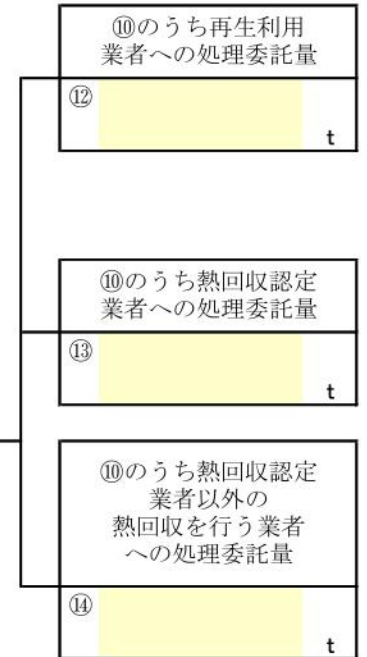 ⑩のうち再生利用
業者への処理委託量
⑫
t
⑩のうち熱回収認定
業者への処理委託量
⑬
t
⑩のうち熱回収認定
業者以外の
熱回収を行う業者
への処理委託量
⑭
t